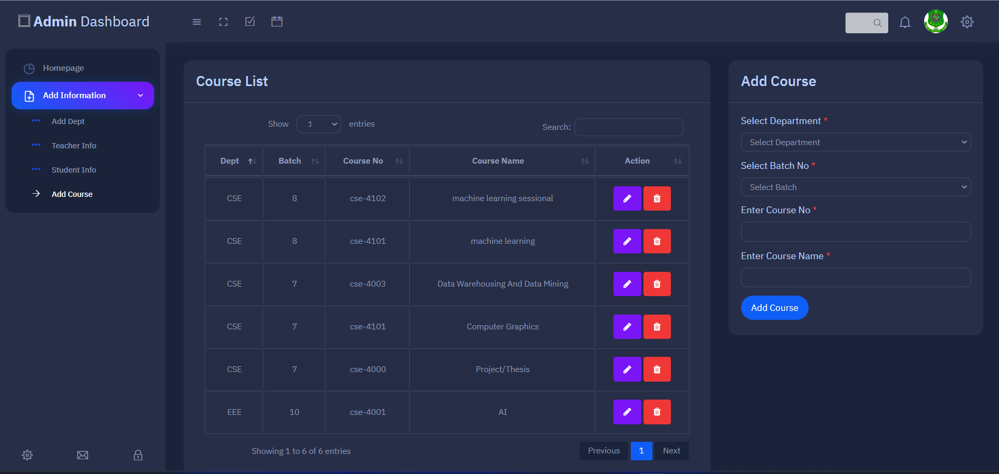 Admin Dashboard
Homepage
Add Information
Add Dept
Teacher Info
Student Info
Add Course
Course List
Show 1 entries
Search:
Dept Batch Course No Course Name Action
CSE 8 cse-4102 machine learning sessional
CSE 8 cse-4101 machine learning
CSE 7 cse-4003 Data Warehousing And Data Mining
CSE 7 cse-4101 Computer Graphics
CSE 7 cse-4000 Project/Thesis
EEE 10 cse-4001 AI
Showing 1 to 6 of 6 entries
Previous 1 Next
Add Course
Select Department *
Select Department
Select Batch No *
Select Batch
Enter Course No *
Enter Course Name *
Add Course